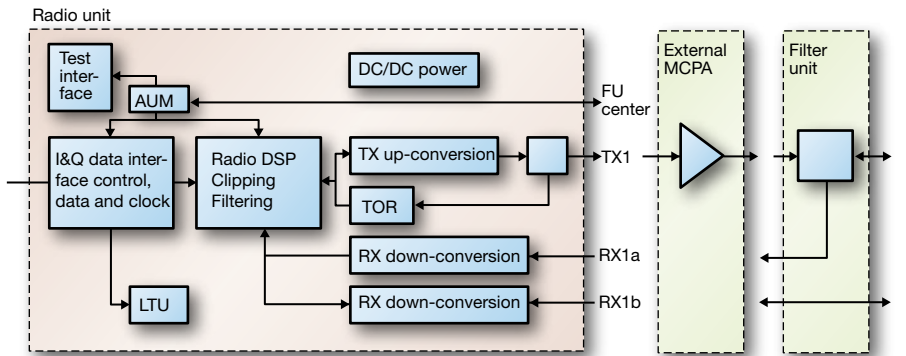 Radio unit
Test
inter-
face
AUM
DC/DC power
FU
center
External
MCPA
Filter
unit
I&Q data inter-
face control,
data and clock
Radio DSP
Clipping
Filtering
TX up-conversion
TX1
TOR
RX down-conversion
RX1a
RX down-conversion
RX1b
LTU